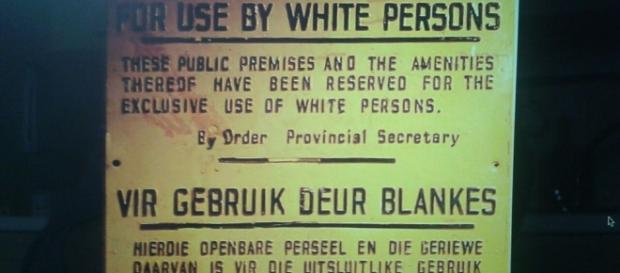 FOR USE BY WHITE PERSONS
THESE PUBLIC PREMISES AND THE AMENITIES
THEREOF HAVE BEEN RESERVED FOR THE
EXCLUSIVE USE OF WHITE PERSONS.
By Order Provincial Secretary
VIR GEBRUIK DEUR BLANKES
HIERDIE OPENBARE PERSEEL EN DIE GERIEWE
DAARVAN IS VIR DIE UITSLUITLIKE GEBRUIK